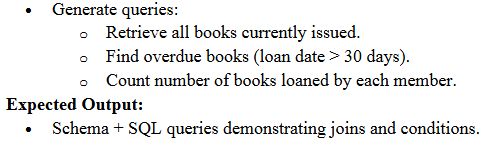 • Generate queries:
o Retrieve all books currently issued.
o Find overdue books (loan date > 30 days).
o Count number of books loaned by each member.
Expected Output:
• Schema + SQL queries demonstrating joins and conditions.